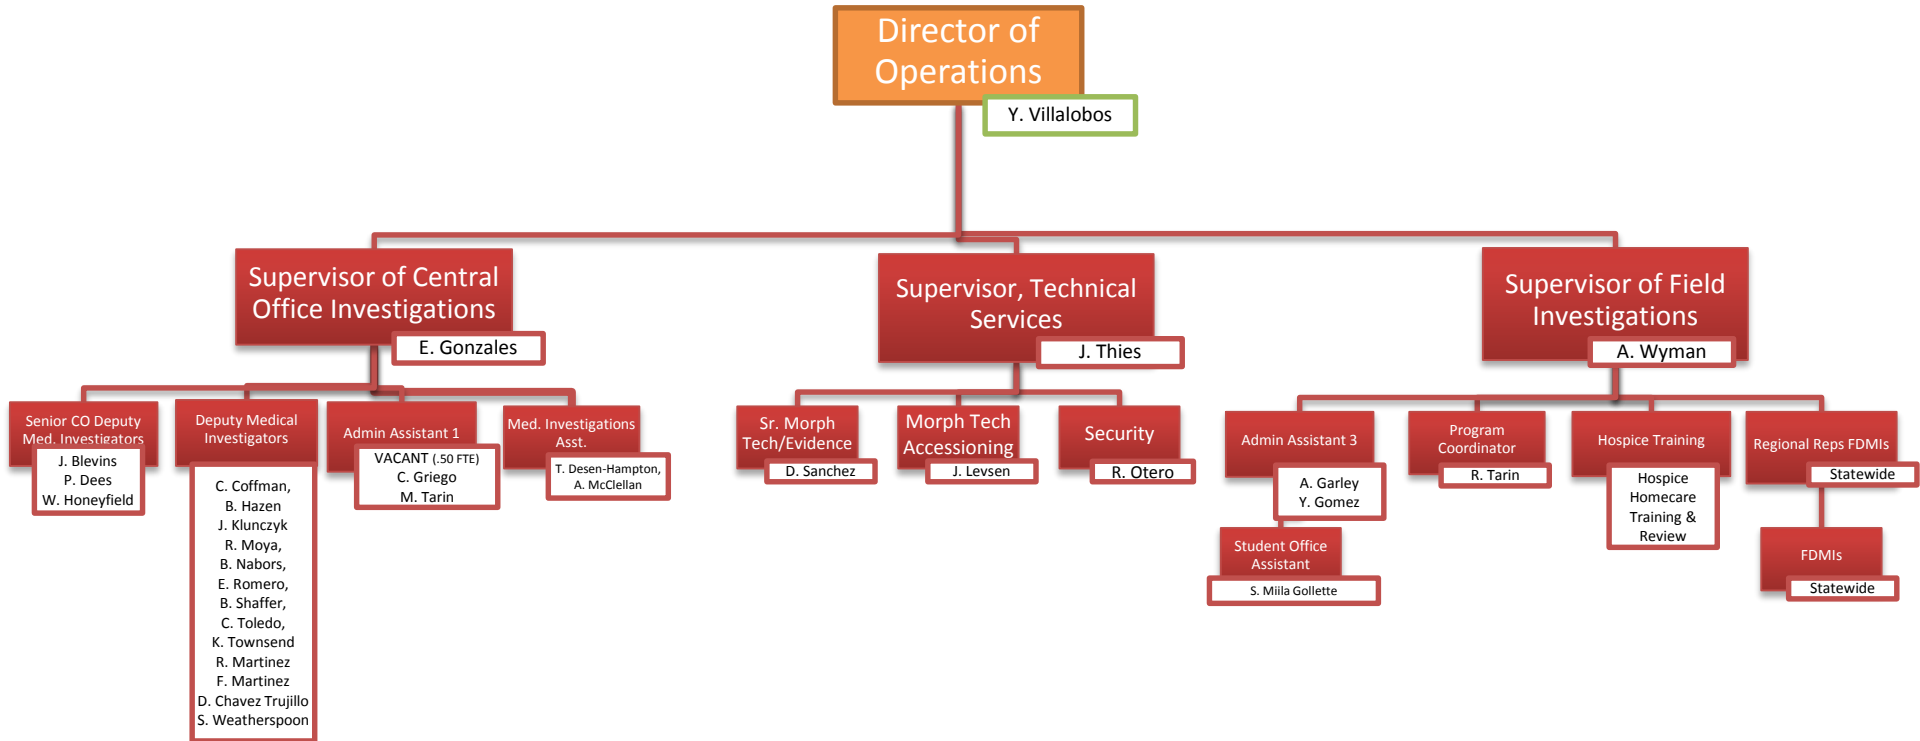 Director of
Operations
Y. Villalobos
Supervisor of Central
Office Investigations
E. Gonzales
Supervisor, Technical
Services
J. Thies
Supervisor of Field
Investigations
A. Wyman
Senior CO Deputy
Med. Investigators
J. Blevins
P. Dees
W. Honeyfield
Deputy Medical
Investigators
C. Coffman,
B. Hazen
J. Klunczyk
R. Moya,
B. Nabors,
E. Romero,
B. Shaffer,
C. Toledo,
K. Townsend
R. Martinez
F. Martinez
D. Chavez Trujillo
S. Weatherspoon
Admin Assistant 1
VACANT (.50 FTE)
C. Griego
M. Tarin
Med. Investigations
Asst.
T. Desen-Hampton,
A. McClellan
Sr. Morph
Tech/Evidence
D. Sanchez
Morph Tech
Accessioning
J. Levsen
Security
R. Otero
Admin Assistant 3
A. Garley
Y. Gomez
Student Office
Assistant
S. Miila Gollette
Program
Coordinator
R. Tarin
Hospice Training
Hospice
Homecare
Training &
Review
Regional Reps FDMIs
Statewide
FDMIs
Statewide